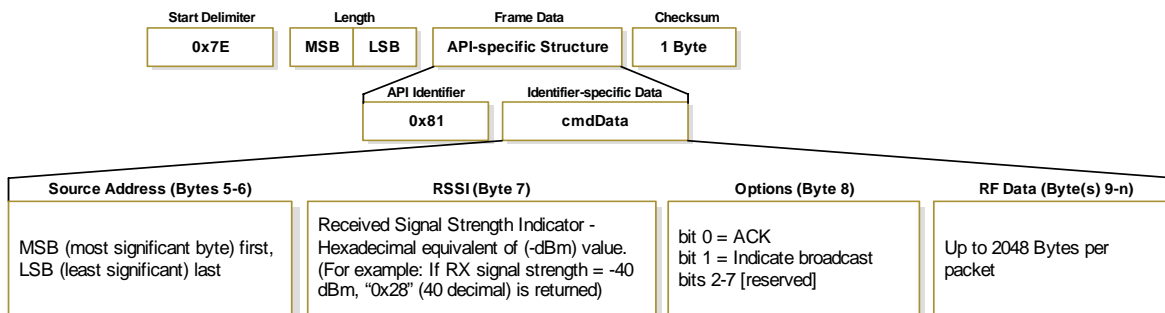 Start Delimiter Length Frame Data Checksum
0x7E MSB LSB API-specific Structure 1 Byte
API Identifier Identifier-specific Data
0x81 cmdData
Source Address (Bytes 5-6)
MSB (most significant byte) first,
LSB (least significant) last
RSSI (Byte 7)
Received Signal Strength Indicator -
Hexadecimal equivalent of (-dBm) value.
(For example: If RX signal strength = -40
dBm, “0x28” (40 decimal) is returned)
Options (Byte 8)
bit 0 = ACK
bit 1 = Indicate broadcast
bits 2-7 [reserved]
RF Data (Byte(s) 9-n)
Up to 2048 Bytes per
packet